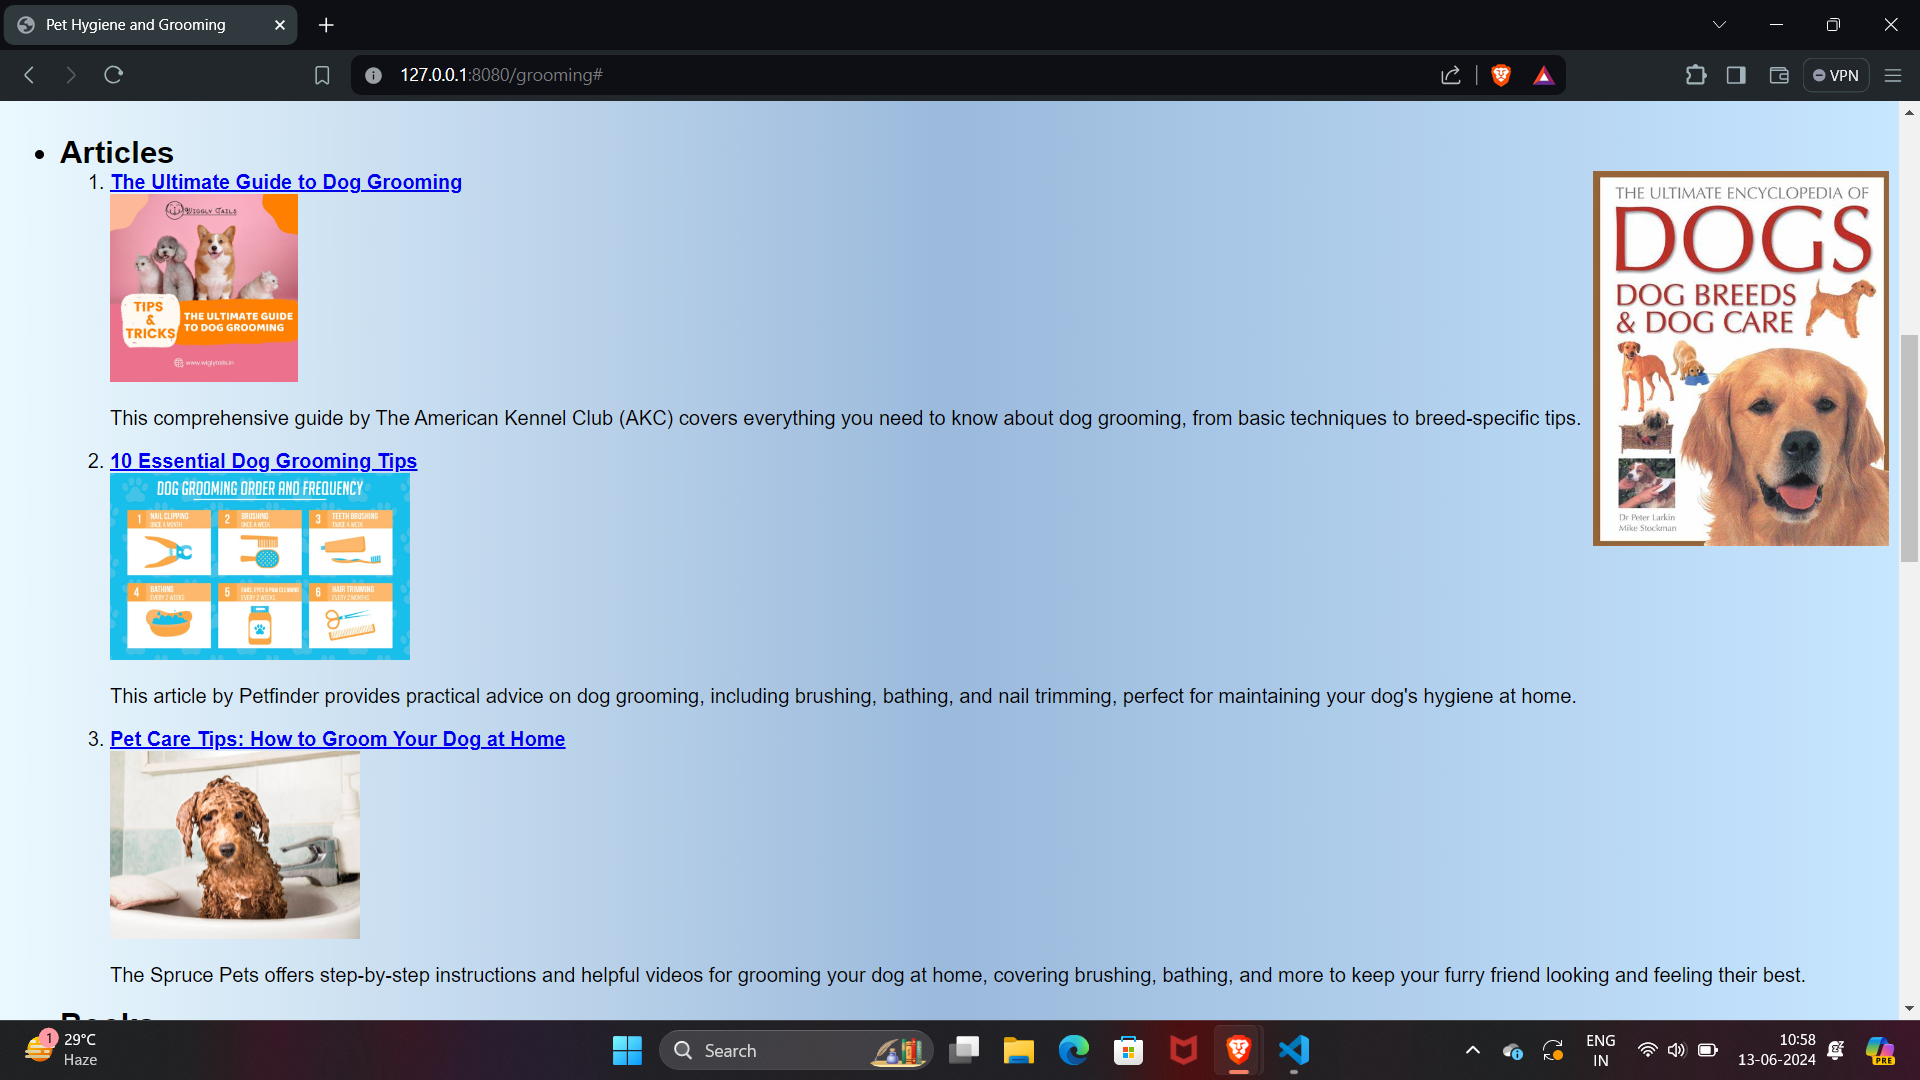 Pet Hygiene and Grooming
127.0.0.1:8080/grooming#
VPN
• Articles
1. The Ultimate Guide to Dog Grooming
WIGGLY TAILS
TIPS
&
TRICKS
THE ULTIMATE GUIDE
TO DOG GROOMING
This comprehensive guide by The American Kennel Club (AKC) covers everything you need to know about dog grooming, from basic techniques to breed-specific tips.
THE ULTIMATE ENCYCLOPEDIA OF
DOGS
DOG BREEDS
& DOG CARE
Dr Peter Larkin
Mike Stockman
2. 10 Essential Dog Grooming Tips
DOG GROOMING ORDER AND FREQUENCY
1 NAIL CLIPPING
ONCE A MONTH
2 BRUSHING
ONCE A WEEK
3 TEETH BRUSHING
TWICE A WEEK
4 BATHING
EVERY 2 WEEKS
5 EARS, EYES & PAW CLEANING
EVERY 2 WEEKS
6 HAIR TRIMMING
EVERY 2 MONTHS
This article by Petfinder provides practical advice on dog grooming, including brushing, bathing, and nail trimming, perfect for maintaining your dog's hygiene at home.
3. Pet Care Tips: How to Groom Your Dog at Home
The Spruce Pets offers step-by-step instructions and helpful videos for grooming your dog at home, covering brushing, bathing, and more to keep your furry friend looking and feeling their best.
Books
1
29°C
Haze
Search
ENG
IN
10:58
13-06-2024
PRE